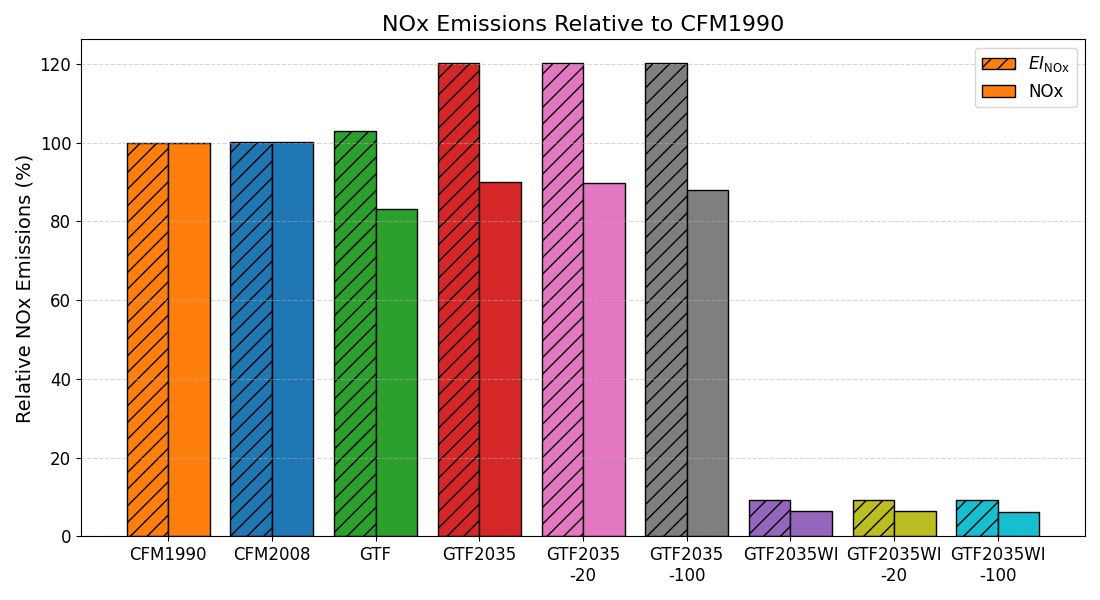 NOx Emissions Relative to CFM1990
Relative NOx Emissions (%)
120
100
80
60
40
20
0
EI_NOx
NOx
CFM1990
CFM2008
GTF
GTF2035
GTF2035
-20
GTF2035
-100
GTF2035WI
GTF2035WI
-20
GTF2035WI
-100